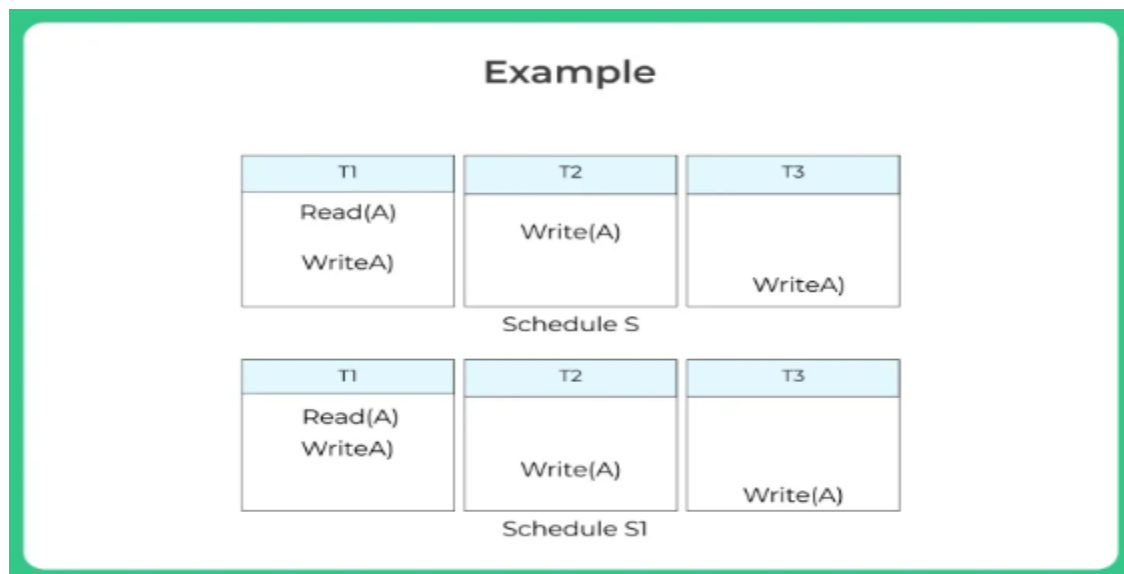 Example
T1 T2 T3
Read(A)
Write(A)
WriteA)
WriteA)
Schedule S
T1 T2 T3
Read(A)
WriteA)
Write(A)
Write(A)
Schedule S1